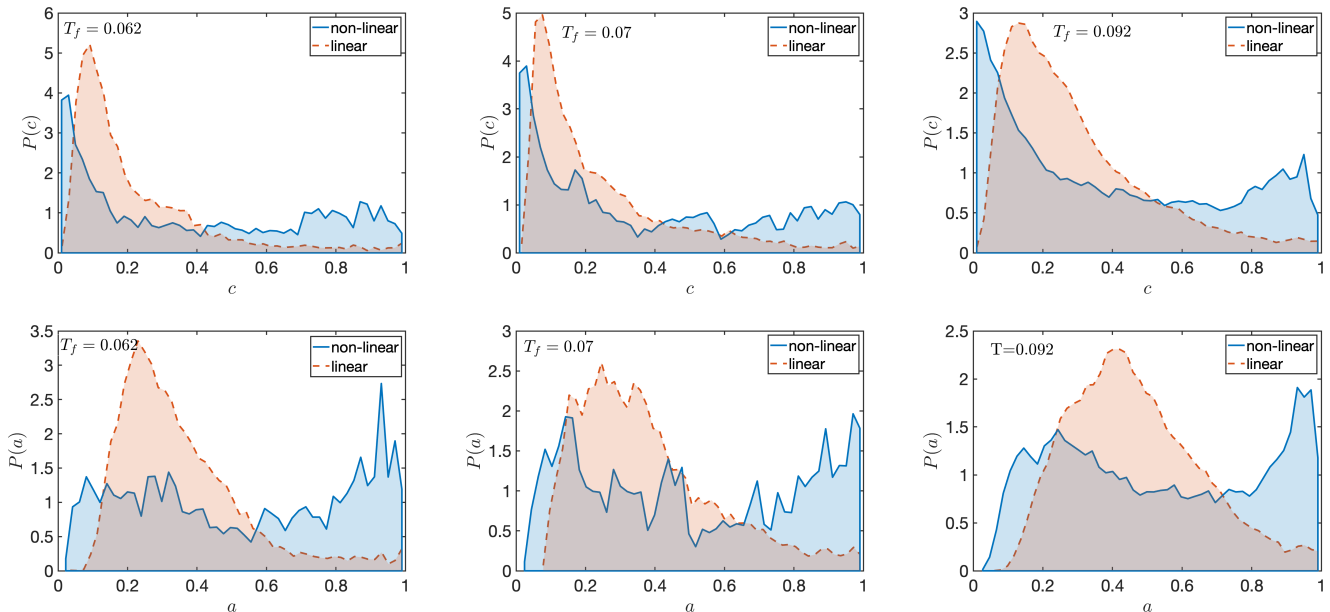 6
5
4
3
2
1
0
P(c)
T_f = 0.062
non-linear
linear
0 0.2 0.4 0.6 0.8 1
c
5
4
3
2
1
0
P(c)
T_f = 0.07
non-linear
linear
0 0.2 0.4 0.6 0.8 1
c
3
2.5
2
1.5
1
0.5
0
P(c)
T_f = 0.092
non-linear
linear
0 0.2 0.4 0.6 0.8 1
c
3.5
3
2.5
2
1.5
1
0.5
0
P(a)
T_f = 0.062
non-linear
linear
0 0.2 0.4 0.6 0.8 1
a
3
2.5
2
1.5
1
0.5
0
P(a)
T_f = 0.07
non-linear
linear
0 0.2 0.4 0.6 0.8 1
a
2.5
2
1.5
1
0.5
0
P(a)
T=0.092
non-linear
linear
0 0.2 0.4 0.6 0.8 1
a